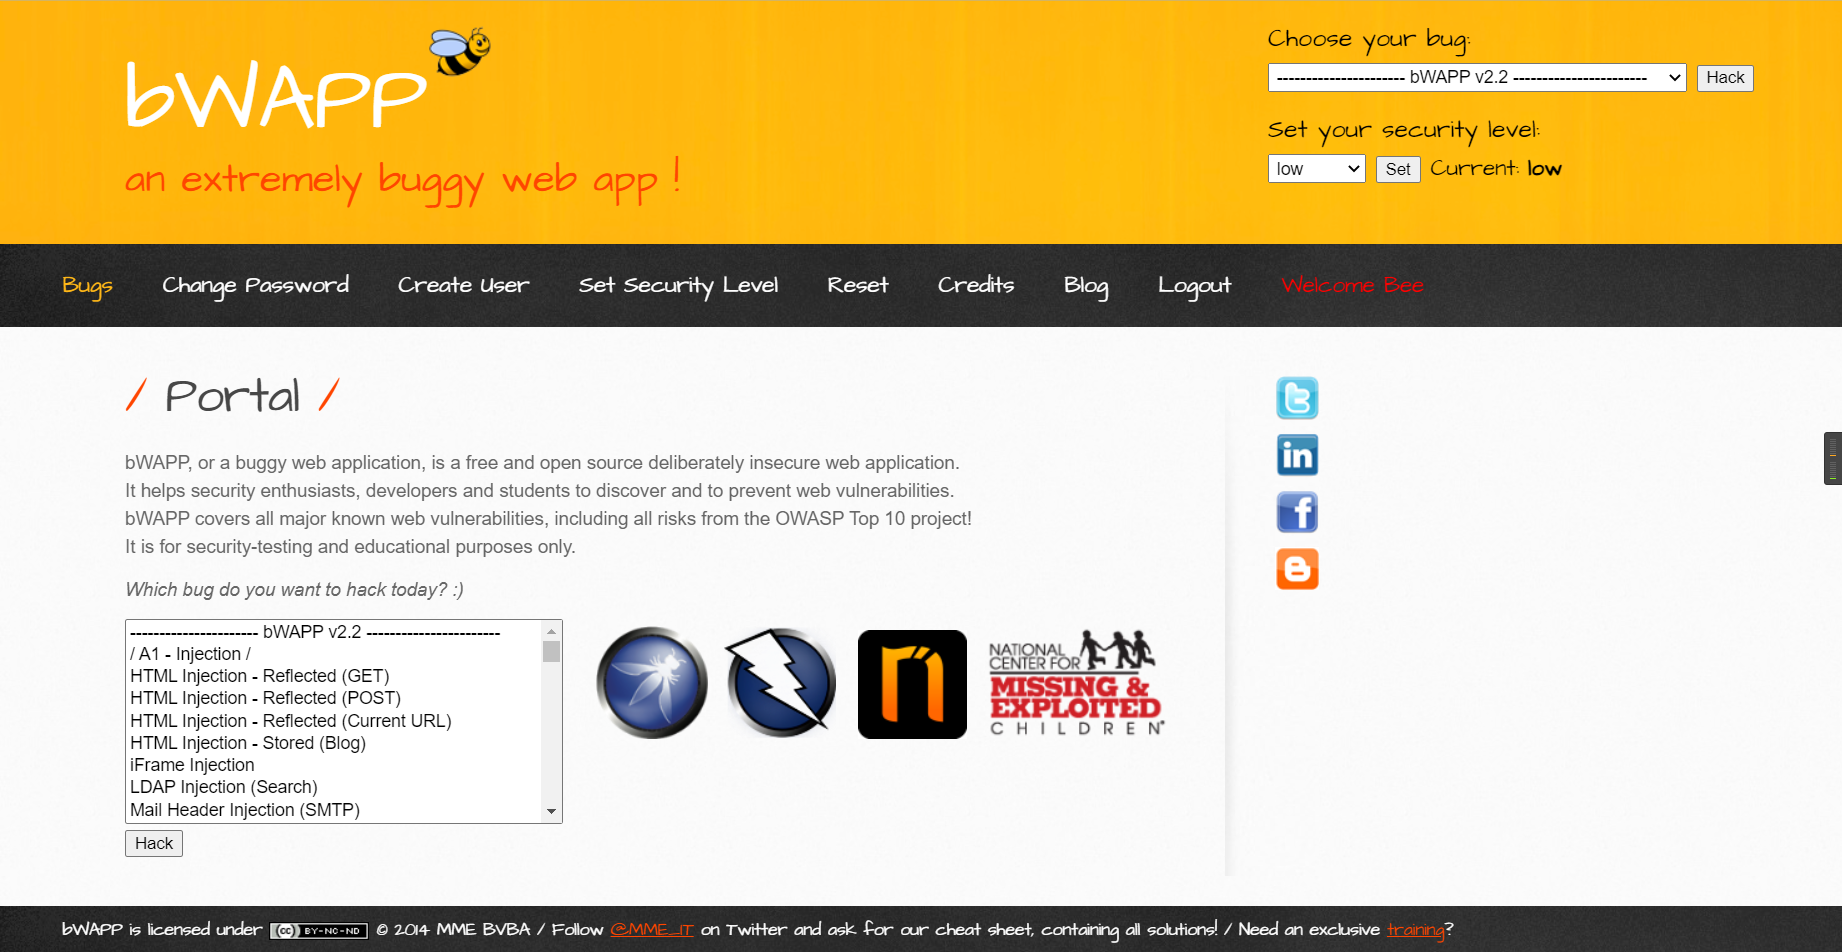 bWAPP
an extremely buggy web app !
Choose your bug:
---------------------- bWAPP v2.2 -----------------------
Hack
Set your security level:
low
Set
Current: low
Bugs
Change Password
Create User
Set Security Level
Reset
Credits
Blog
Logout
Welcome Bee
/ Portal /
bWAPP, or a buggy web application, is a free and open source deliberately insecure web application.
It helps security enthusiasts, developers and students to discover and to prevent web vulnerabilities.
bWAPP covers all major known web vulnerabilities, including all risks from the OWASP Top 10 project!
It is for security-testing and educational purposes only.
Which bug do you want to hack today? :)
---------------------- bWAPP v2.2 -----------------------
/ A1 - Injection /
HTML Injection - Reflected (GET)
HTML Injection - Reflected (POST)
HTML Injection - Reflected (Current URL)
HTML Injection - Stored (Blog)
iFrame Injection
LDAP Injection (Search)
Mail Header Injection (SMTP)
Hack
NATIONAL
CENTER FOR
MISSING &
EXPLOITED
CHILDREN®
bWAPP is licensed under (cc) BY-NC-ND © 2014 MME BVBA / Follow @MME_IT on Twitter and ask for our cheat sheet, containing all solutions! / Need an exclusive training?